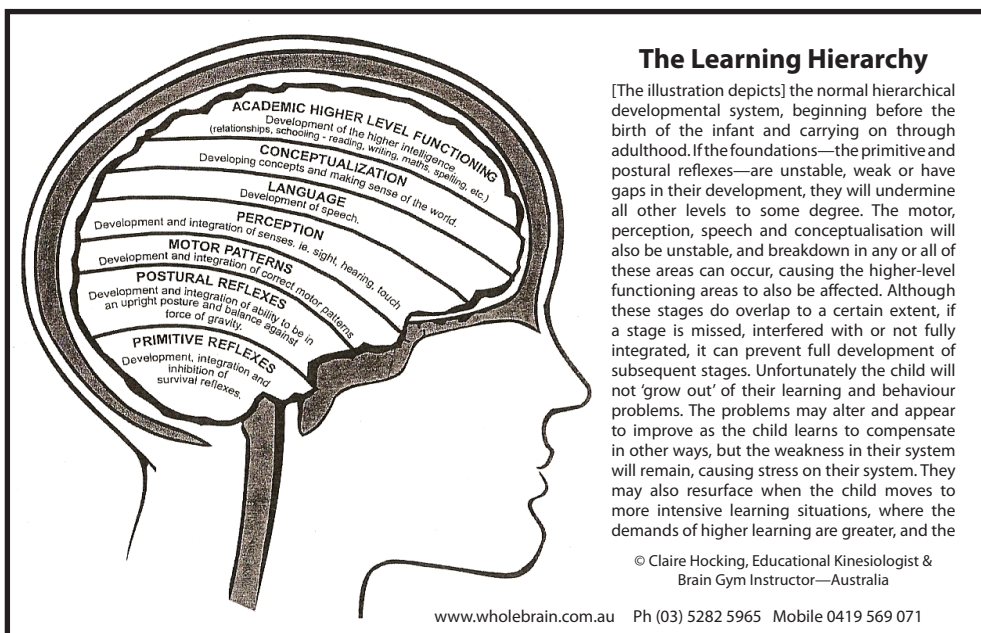 ACADEMIC HIGHER LEVEL FUNCTIONING
Development of the higher intelligence.
(relationships, schooling - reading, writing, maths, spelling, etc.)
CONCEPTUALIZATION
Developing concepts and making sense of the world.
LANGUAGE
Development of speech.
PERCEPTION
Development and integration of senses. ie, sight, hearing, touch
MOTOR PATTERNS
Development and integration of correct motor patterns
POSTURAL REFLEXES
Development and integration of ability to be in
an upright posture and balance against
force of gravity.
PRIMITIVE REFLEXES
Development, integration and
inhibition of
survival reflexes.
The Learning Hierarchy
[The illustration depicts] the normal hierarchical
developmental system, beginning before the
birth of the infant and carrying on through
adulthood. If the foundations—the primitive and
postural reflexes—are unstable, weak or have
gaps in their development, they will undermine
all other levels to some degree. The motor,
perception, speech and conceptualisation will
also be unstable, and breakdown in any or all of
these areas can occur, causing the higher-level
functioning areas to also be affected. Although
these stages do overlap to a certain extent, if
a stage is missed, interfered with or not fully
integrated, it can prevent full development of
subsequent stages. Unfortunately the child will
not ‘grow out’ of their learning and behaviour
problems. The problems may alter and appear
to improve as the child learns to compensate
in other ways, but the weakness in their system
will remain, causing stress on their system. They
may also resurface when the child moves to
more intensive learning situations, where the
demands of higher learning are greater, and the
© Claire Hocking, Educational Kinesiologist &
Brain Gym Instructor—Australia
www.wholebrain.com.au Ph (03) 5282 5965 Mobile 0419 569 071